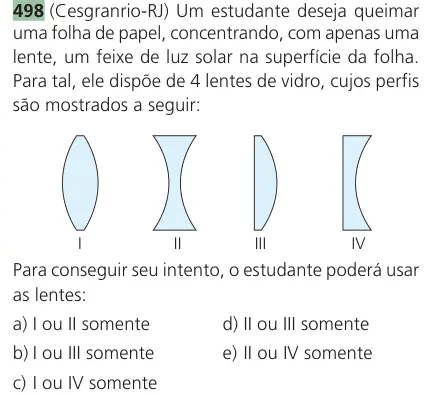 498 (Cesgranrio-RJ) Um estudante deseja queimar
uma folha de papel, concentrando, com apenas uma
lente, um feixe de luz solar na superfície da folha.
Para tal, ele dispõe de 4 lentes de vidro, cujos perfis
são mostrados a seguir:
I II III IV
Para conseguir seu intento, o estudante poderá usar
as lentes:
a) I ou II somente d) II ou III somente
b) I ou III somente e) II ou IV somente
c) I ou IV somente